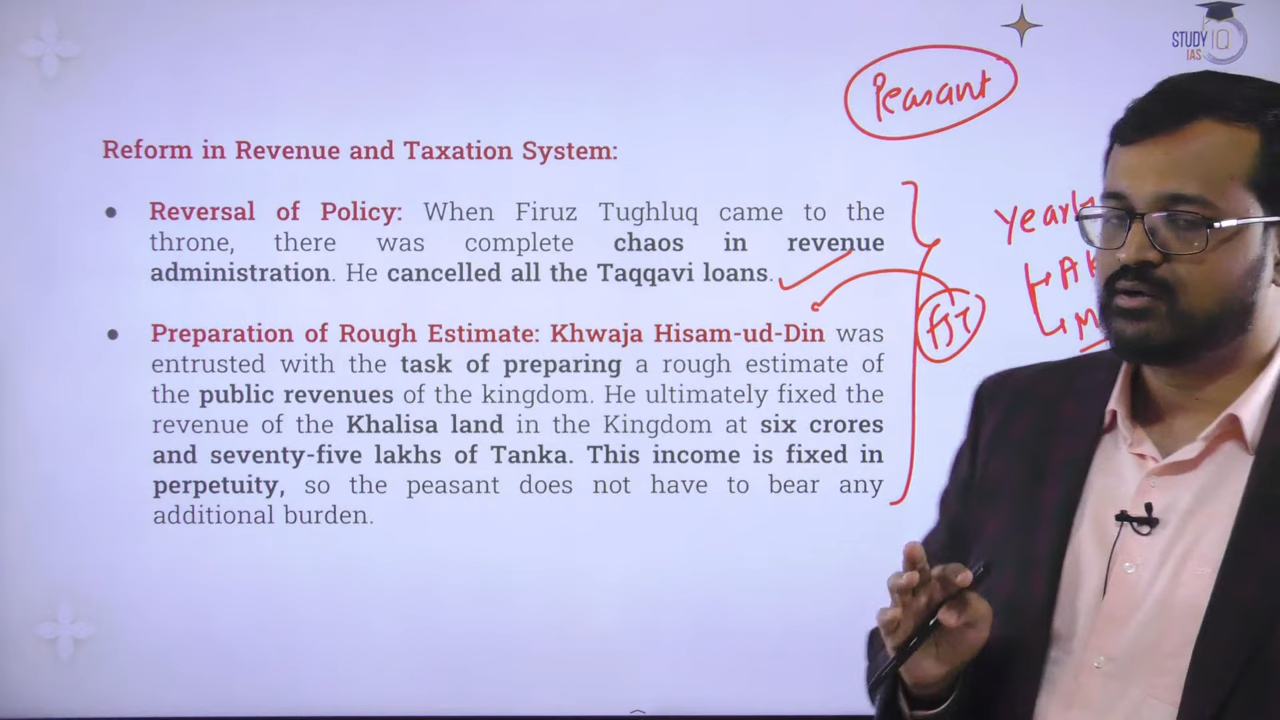 STUDY IQ
IAS
Peasant
Reform in Revenue and Taxation System:
● Reversal of Policy: When Firuz Tughluq came to the
throne, there was complete chaos in revenue
administration. He cancelled all the Taqqavi loans.
● Preparation of Rough Estimate: Khwaja Hisam-ud-Din was
entrusted with the task of preparing a rough estimate of
the public revenues of the kingdom. He ultimately fixed the
revenue of the Khalisa land in the Kingdom at six crores
and seventy-five lakhs of Tanka. This income is fixed in
perpetuity, so the peasant does not have to bear any
additional burden.
FJT
Yearly